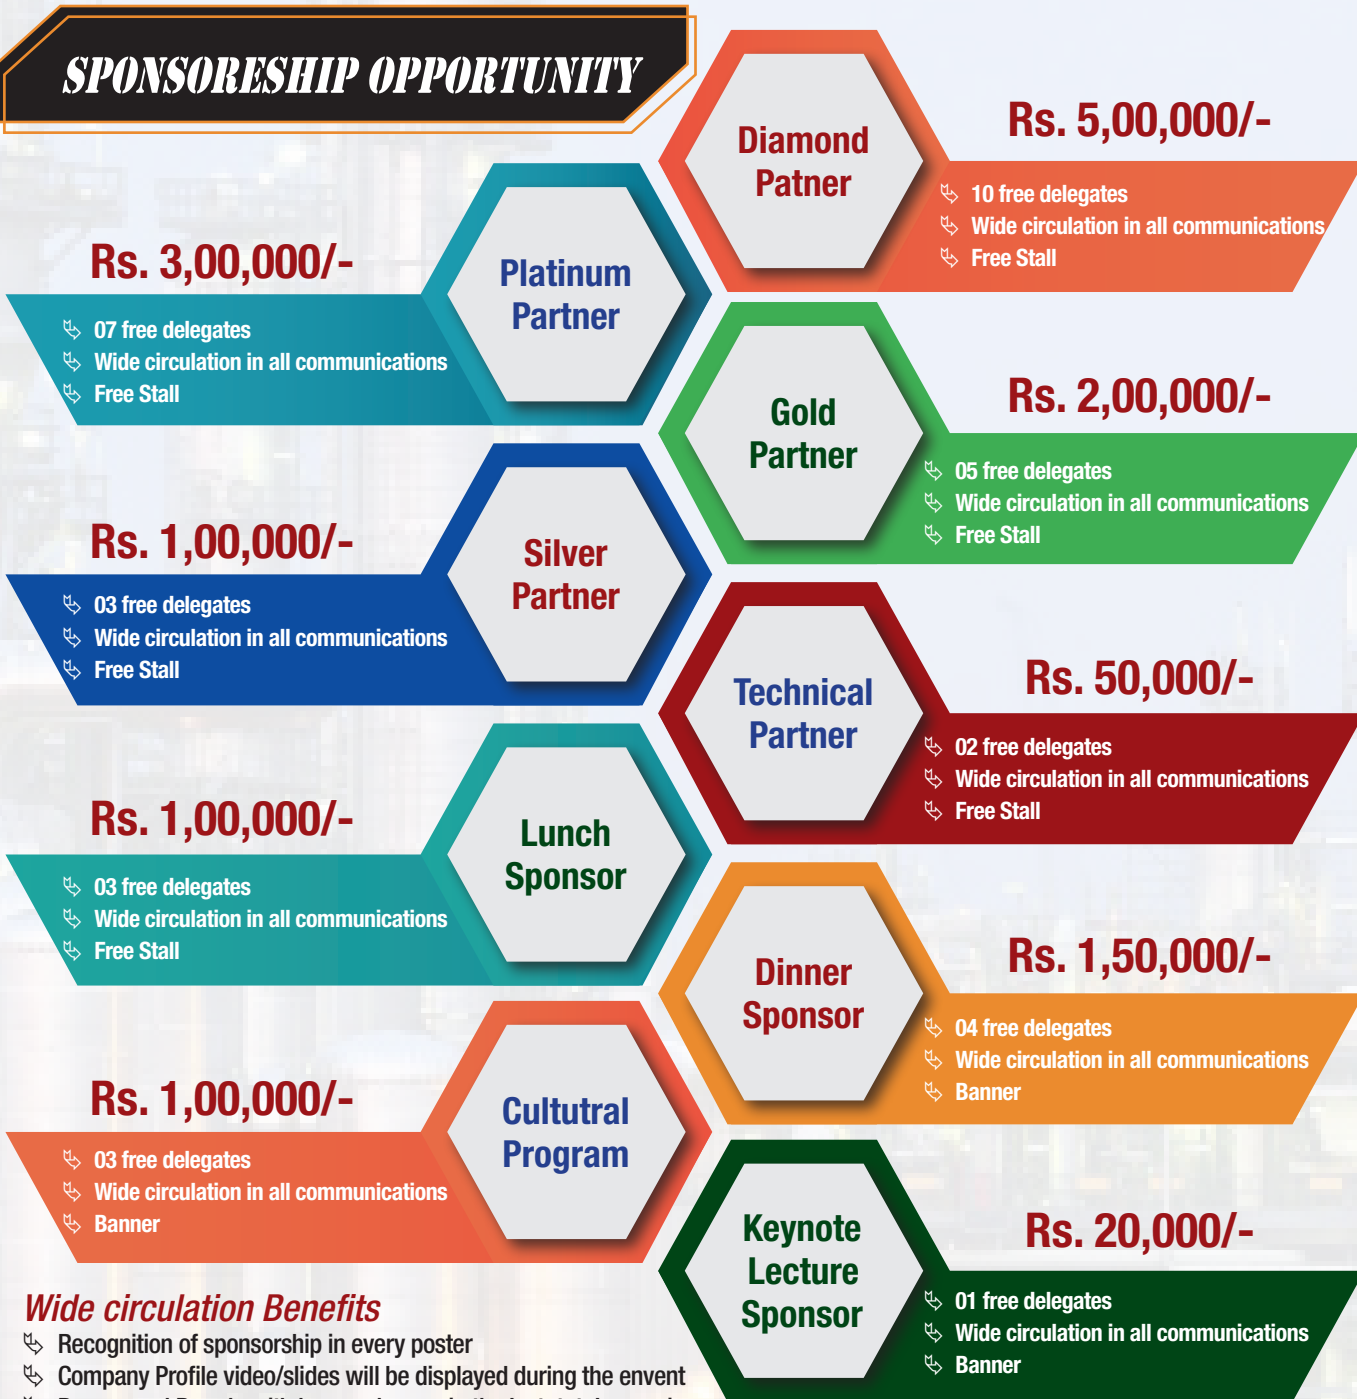 SPONSORESHIP OPPORTUNITY
Diamond
Patner
Rs. 5,00,000/-
10 free delegates
Wide circulation in all communications
Free Stall
Rs. 3,00,000/-
Platinum
Partner
07 free delegates
Wide circulation in all communications
Free Stall
Gold
Partner
Rs. 2,00,000/-
05 free delegates
Wide circulation in all communications
Free Stall
Rs. 1,00,000/-
Silver
Partner
03 free delegates
Wide circulation in all communications
Free Stall
Technical
Partner
Rs. 50,000/-
02 free delegates
Wide circulation in all communications
Free Stall
Rs. 1,00,000/-
Lunch
Sponsor
03 free delegates
Wide circulation in all communications
Free Stall
Dinner
Sponsor
Rs. 1,50,000/-
04 free delegates
Wide circulation in all communications
Banner
Rs. 1,00,000/-
Cultutral
Program
03 free delegates
Wide circulation in all communications
Banner
Keynote
Lecture
Sponsor
Rs. 20,000/-
01 free delegates
Wide circulation in all communications
Banner
Wide circulation Benefits
Recognition of sponsorship in every poster
Company Profile video/slides will be displayed during the envent